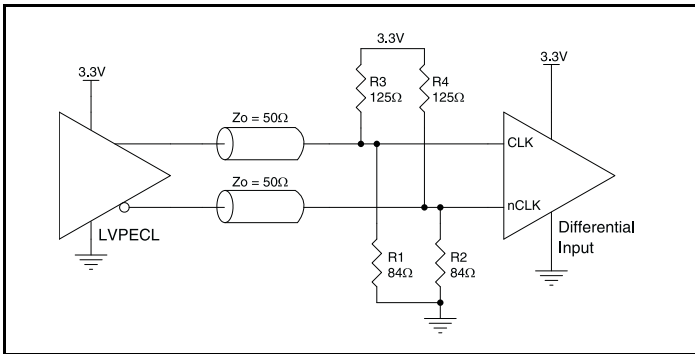 3.3V
3.3V
3.3V
R3
125Ω
R4
125Ω
Zo = 50Ω
CLK
Zo = 50Ω
nCLK
LVPECL
Differential
Input
R1
84Ω
R2
84Ω